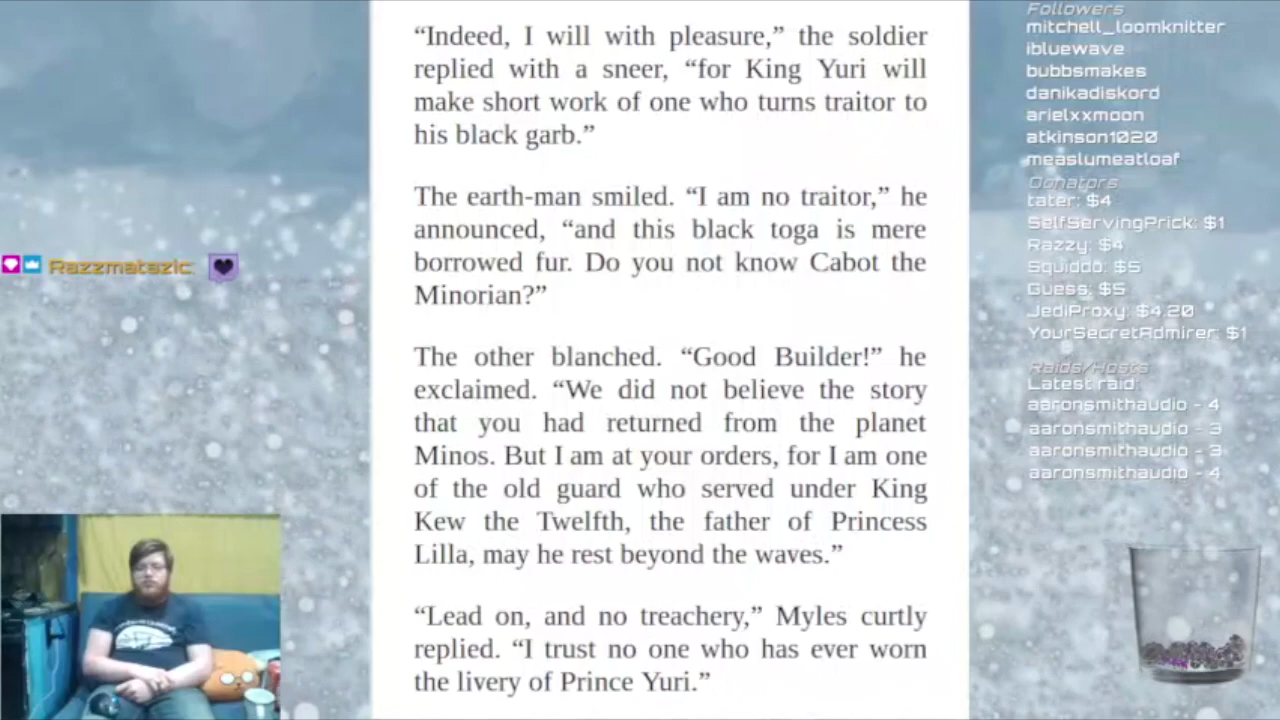 “Indeed, I will with pleasure,” the soldier
replied with a sneer, “for King Yuri will
make short work of one who turns traitor to
his black garb.”
The earth-man smiled. “I am no traitor,” he
announced, “and this black toga is mere
borrowed fur. Do you not know Cabot the
Minorian?”
The other blanched. “Good Builder!” he
exclaimed. “We did not believe the story
that you had returned from the planet
Minos. But I am at your orders, for I am one
of the old guard who served under King
Kew the Twelfth, the father of Princess
Lilla, may he rest beyond the waves.”
“Lead on, and no treachery,” Myles curtly
replied. “I trust no one who has ever worn
the livery of Prince Yuri.”
Razzmatazic:
Followers
mitchell_loomknitter
ibluewave
bubbsmakes
danikadiskord
arielxxmoon
atkinson1020
measlumeatloaf
Donators
tater: $4
SelfServingPrick: $1
Razzy: $4
Squiddo: $5
Guess: $5
JediProxy: $4.20
YourSecretAdmirer: $1
Raids/Hosts
Latest raid:
aaronsmithaudio - 4
aaronsmithaudio - 3
aaronsmithaudio - 3
aaronsmithaudio - 4